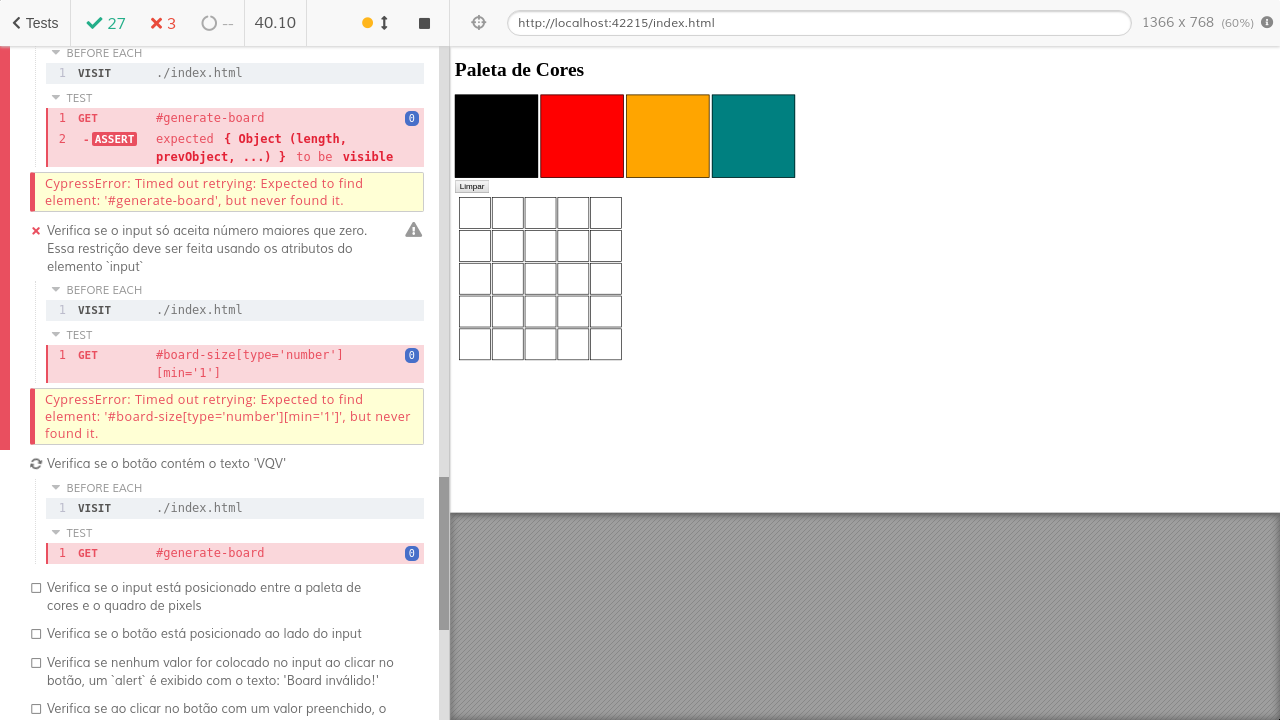 Tests
27
3
--
40.10
http://localhost:42215/index.html
1366 x 768 (60%)
BEFORE EACH
1 VISIT ./index.html
TEST
1 GET #generate-board 0
2 - ASSERT expected { Object (length,
prevObject, ...) } to be visible
CypressError: Timed out retrying: Expected to find
element: '#generate-board', but never found it.
Verifica se o input só aceita número maiores que zero.
Essa restrição deve ser feita usando os atributos do
elemento `input`
BEFORE EACH
1 VISIT ./index.html
TEST
1 GET #board-size[type='number'] 0
[min='1']
CypressError: Timed out retrying: Expected to find
element: '#board-size[type='number'][min='1']', but never
found it.
Verifica se o botão contém o texto 'VQV'
BEFORE EACH
1 VISIT ./index.html
TEST
1 GET #generate-board 0
Verifica se o input está posicionado entre a paleta de
cores e o quadro de pixels
Verifica se o botão está posicionado ao lado do input
Verifica se nenhum valor for colocado no input ao clicar no
botão, um `alert` é exibido com o texto: 'Board inválido!'
Verifica se ao clicar no botão com um valor preenchido, o
Paleta de Cores
Limpar